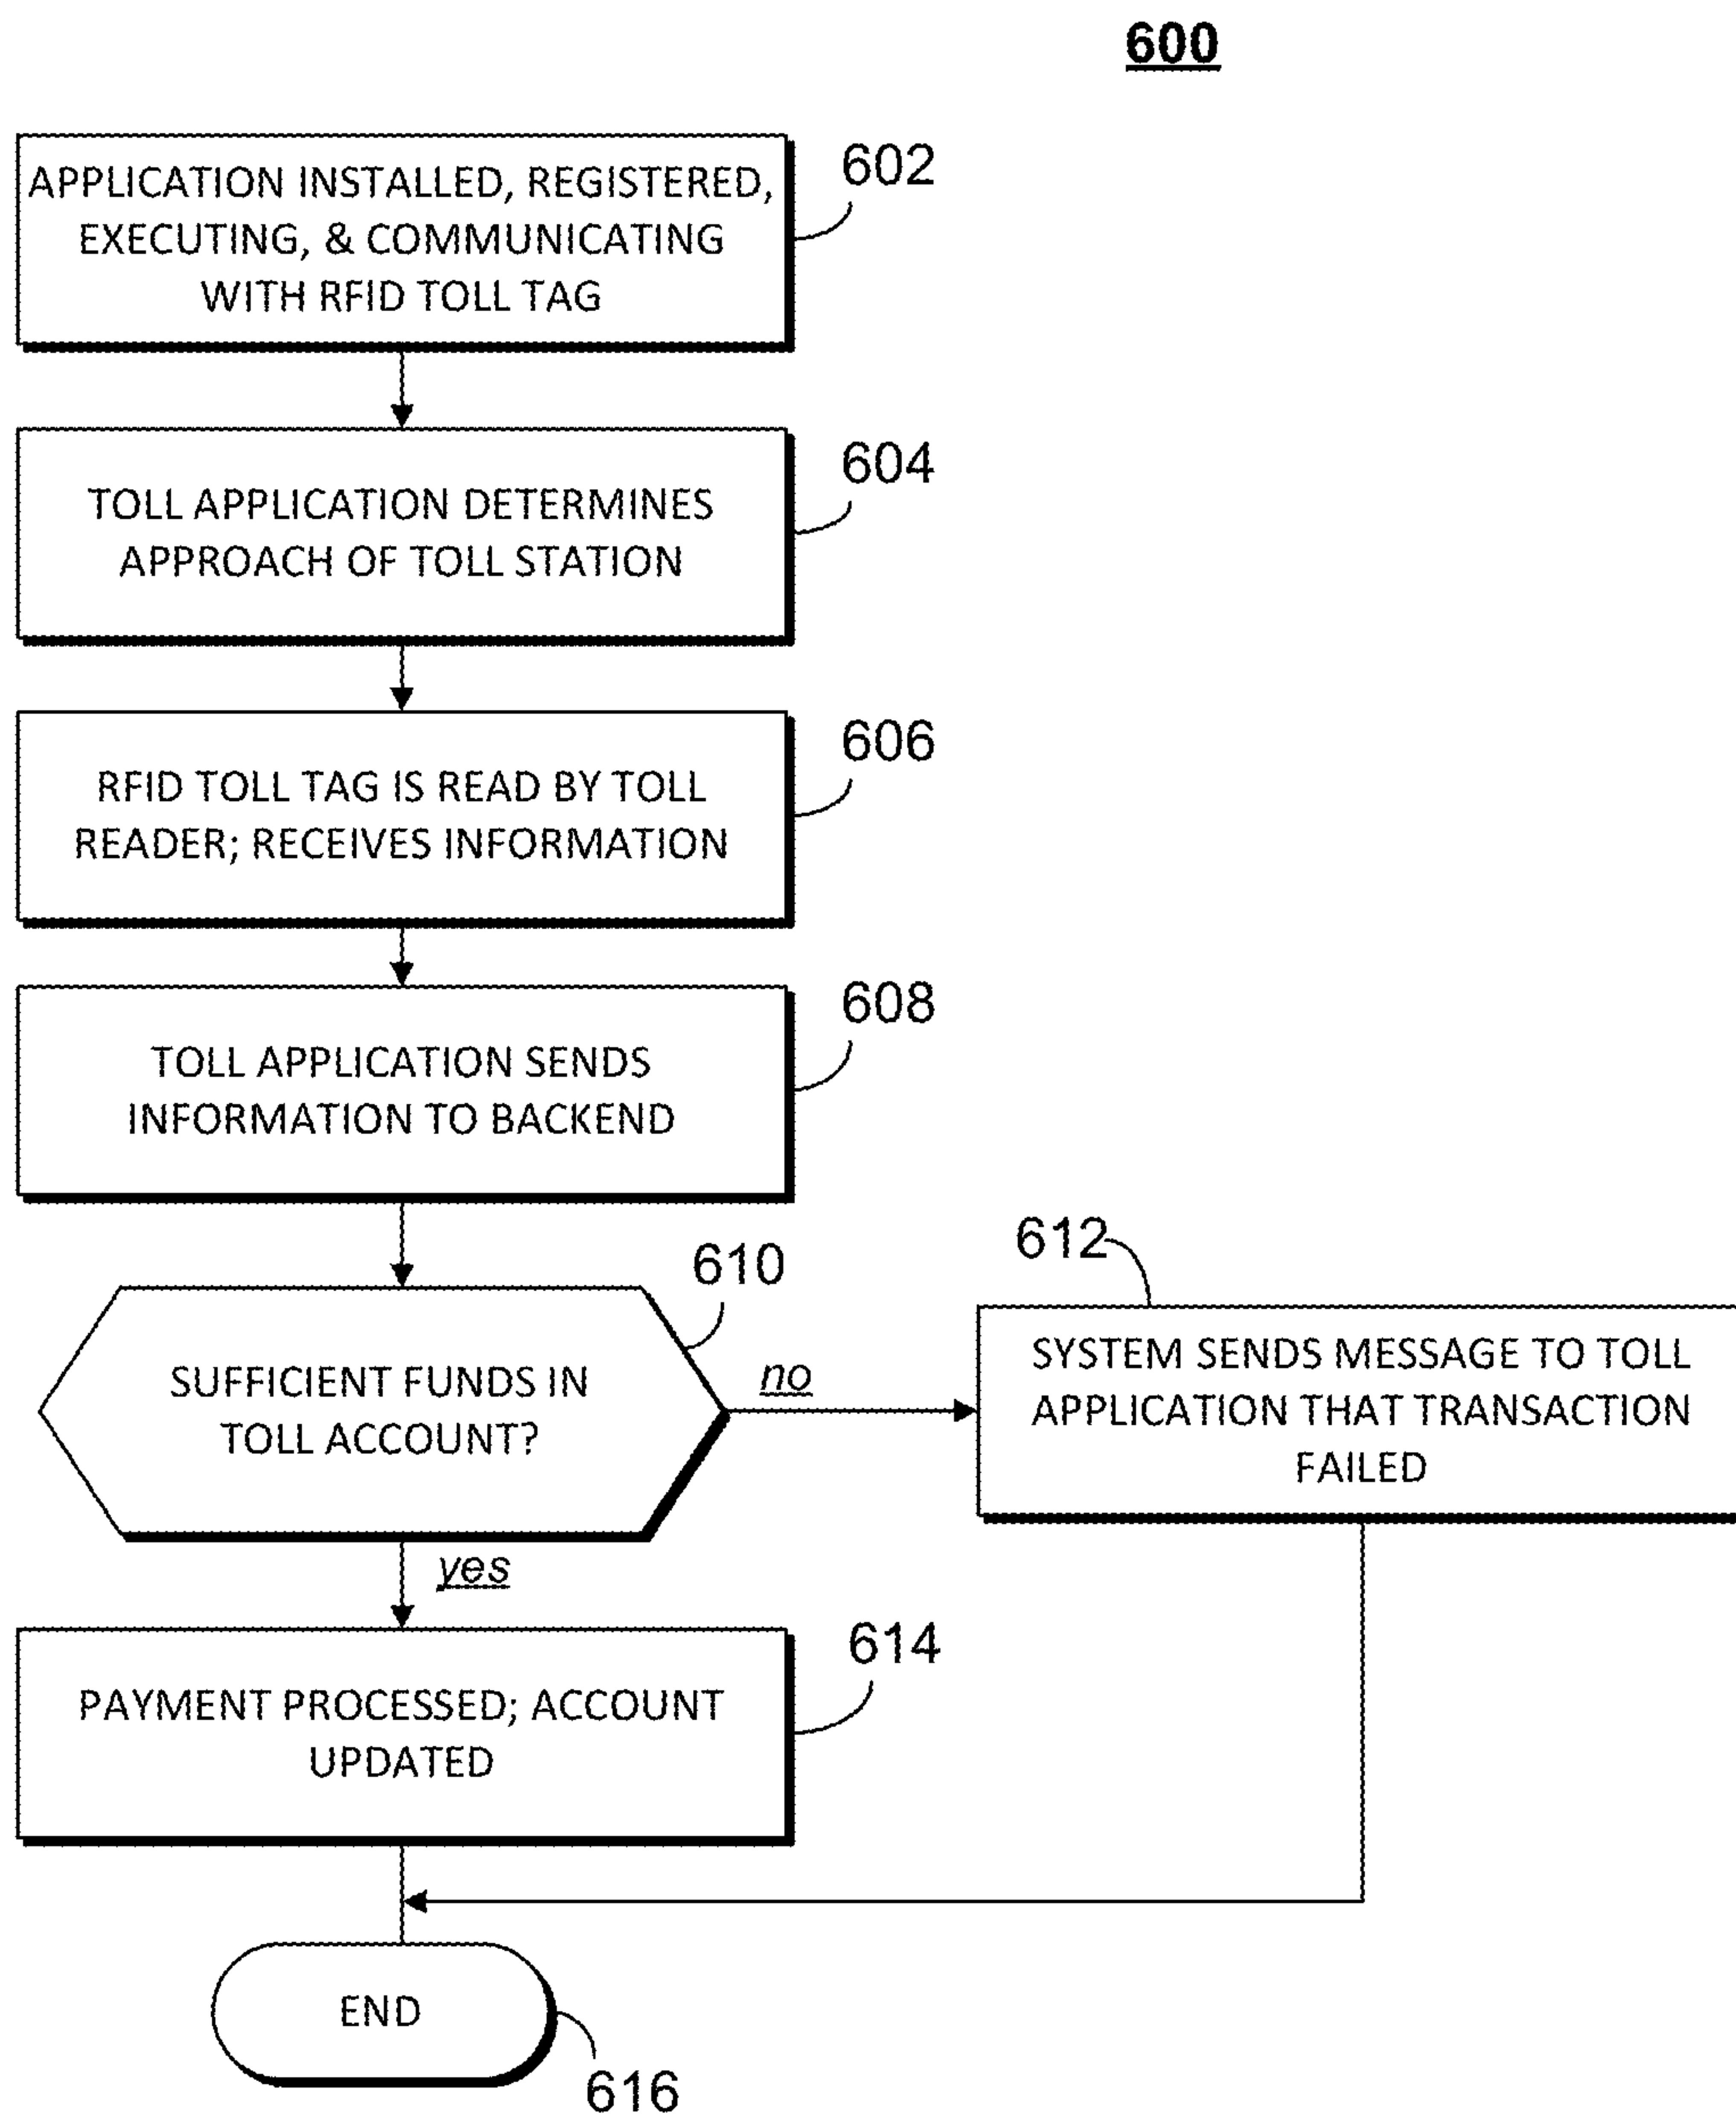 600
APPLICATION INSTALLED, REGISTERED,
EXECUTING, & COMMUNICATING
WITH RFID TOLL TAG
602
TOLL APPLICATION DETERMINES
APPROACH OF TOLL STATION
604
RFID TOLL TAG IS READ BY TOLL
READER; RECEIVES INFORMATION
606
TOLL APPLICATION SENDS
INFORMATION TO BACKEND
608
SUFFICIENT FUNDS IN
TOLL ACCOUNT?
610
no
612
SYSTEM SENDS MESSAGE TO TOLL
APPLICATION THAT TRANSACTION
FAILED
yes
PAYMENT PROCESSED; ACCOUNT
UPDATED
614
END
616